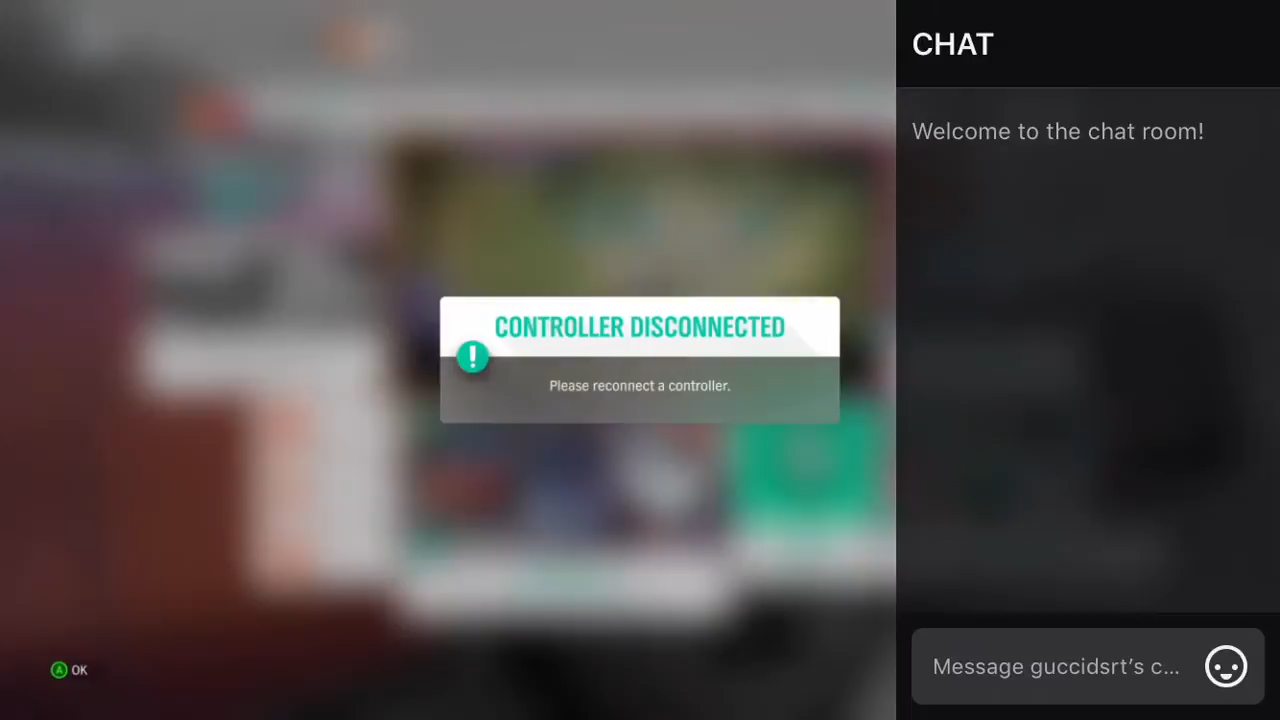 CHAT
Welcome to the chat room!
CONTROLLER DISCONNECTED
!
Please reconnect a controller.
A OK
Message guccidsrt’s c...